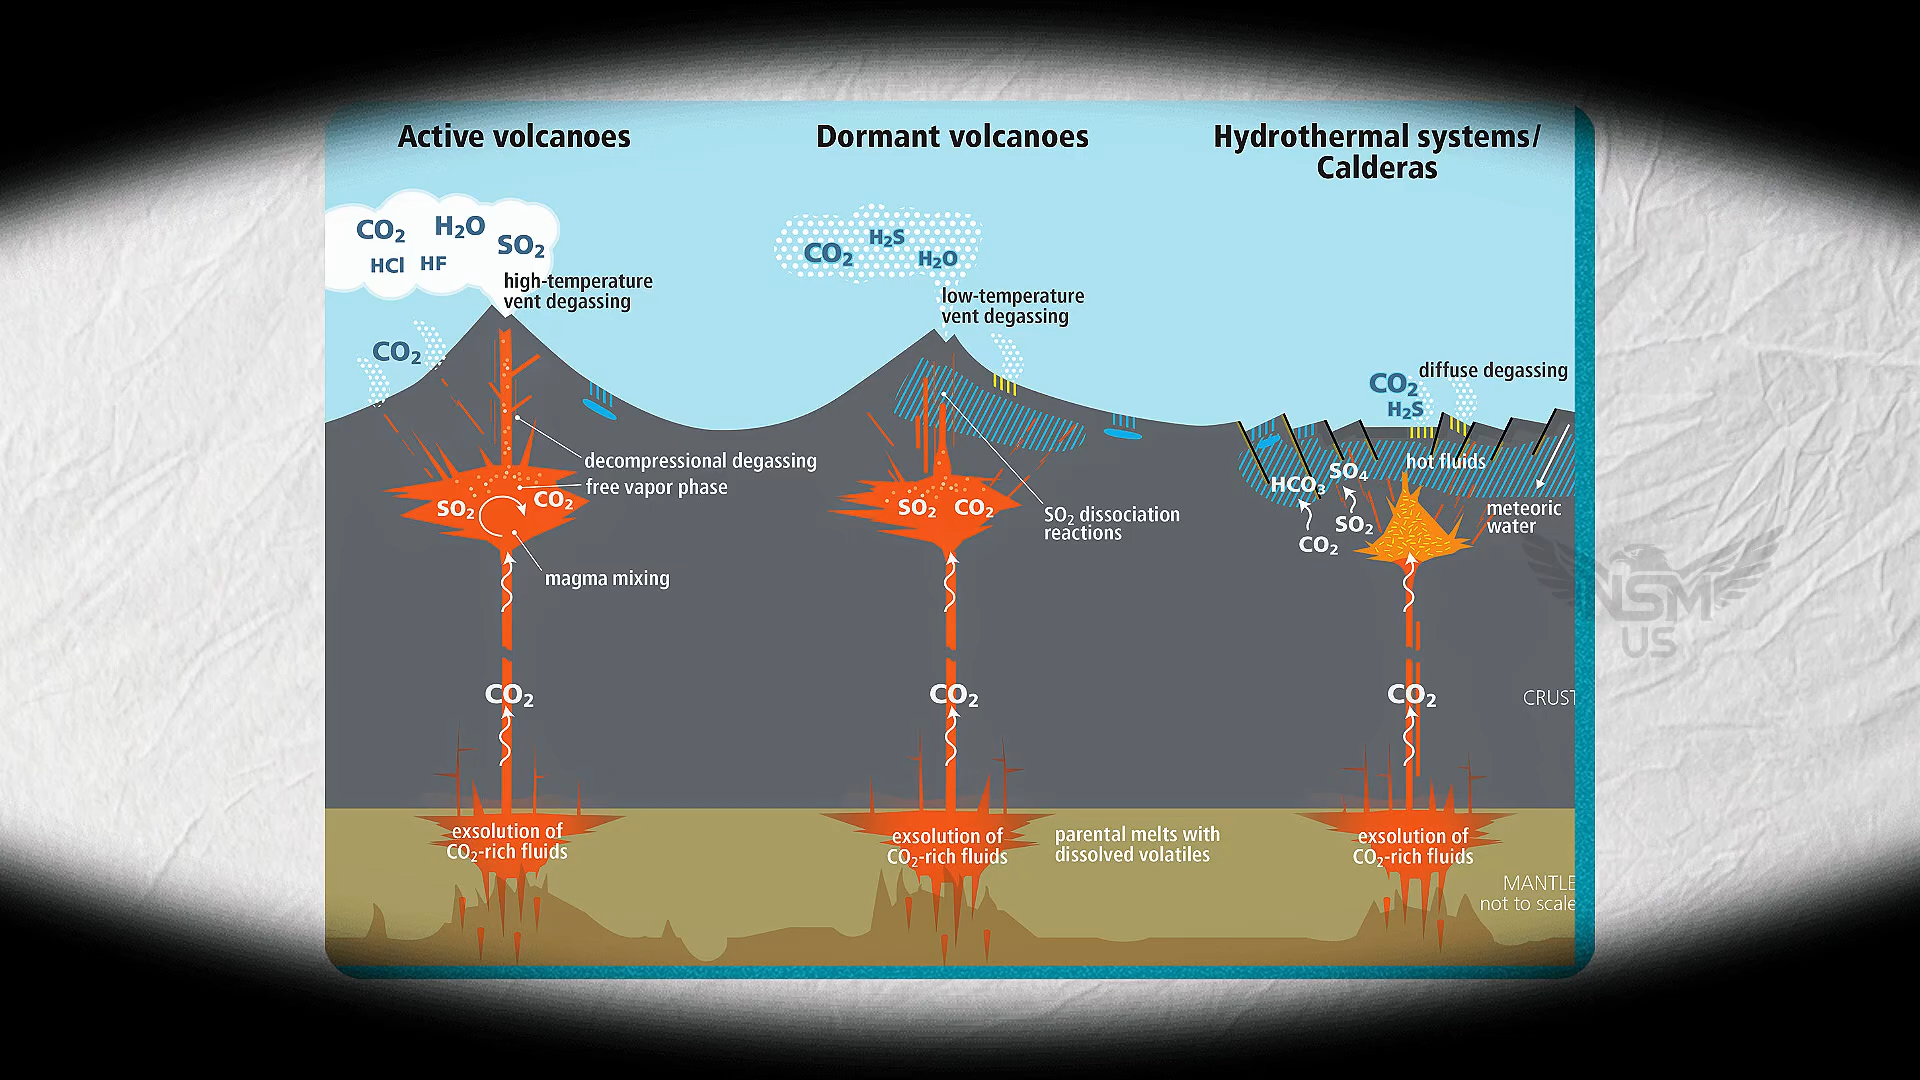 Active volcanoes
Dormant volcanoes
Hydrothermal systems/
Calderas
CO₂
H₂O
SO₂
HCl
HF
high-temperature
vent degassing
CO₂
decompressional degassing
free vapor phase
SO₂
CO₂
magma mixing
CO₂
exsolution of
CO₂-rich fluids
CO₂
H₂S
H₂O
low-temperature
vent degassing
SO₂
CO₂
SO₂ dissociation
reactions
CO₂
exsolution of
CO₂-rich fluids
parental melts with
dissolved volatiles
CO₂
H₂S
diffuse degassing
hot fluids
SO₄
HCO₃
SO₂
CO₂
meteoric
water
CO₂
CRUST
exsolution of
CO₂-rich fluids
MANTLE
not to scale
NSM
US